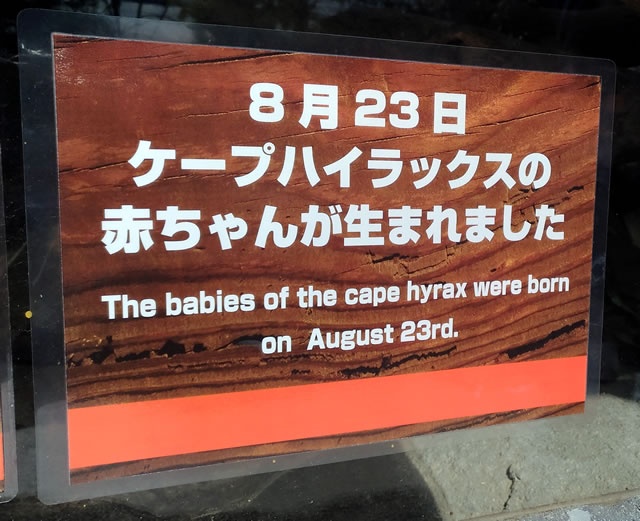 8月23日
ケープハイラックスの
赤ちゃんが生まれました
The babies of the cape hyrax were born
on August 23rd.